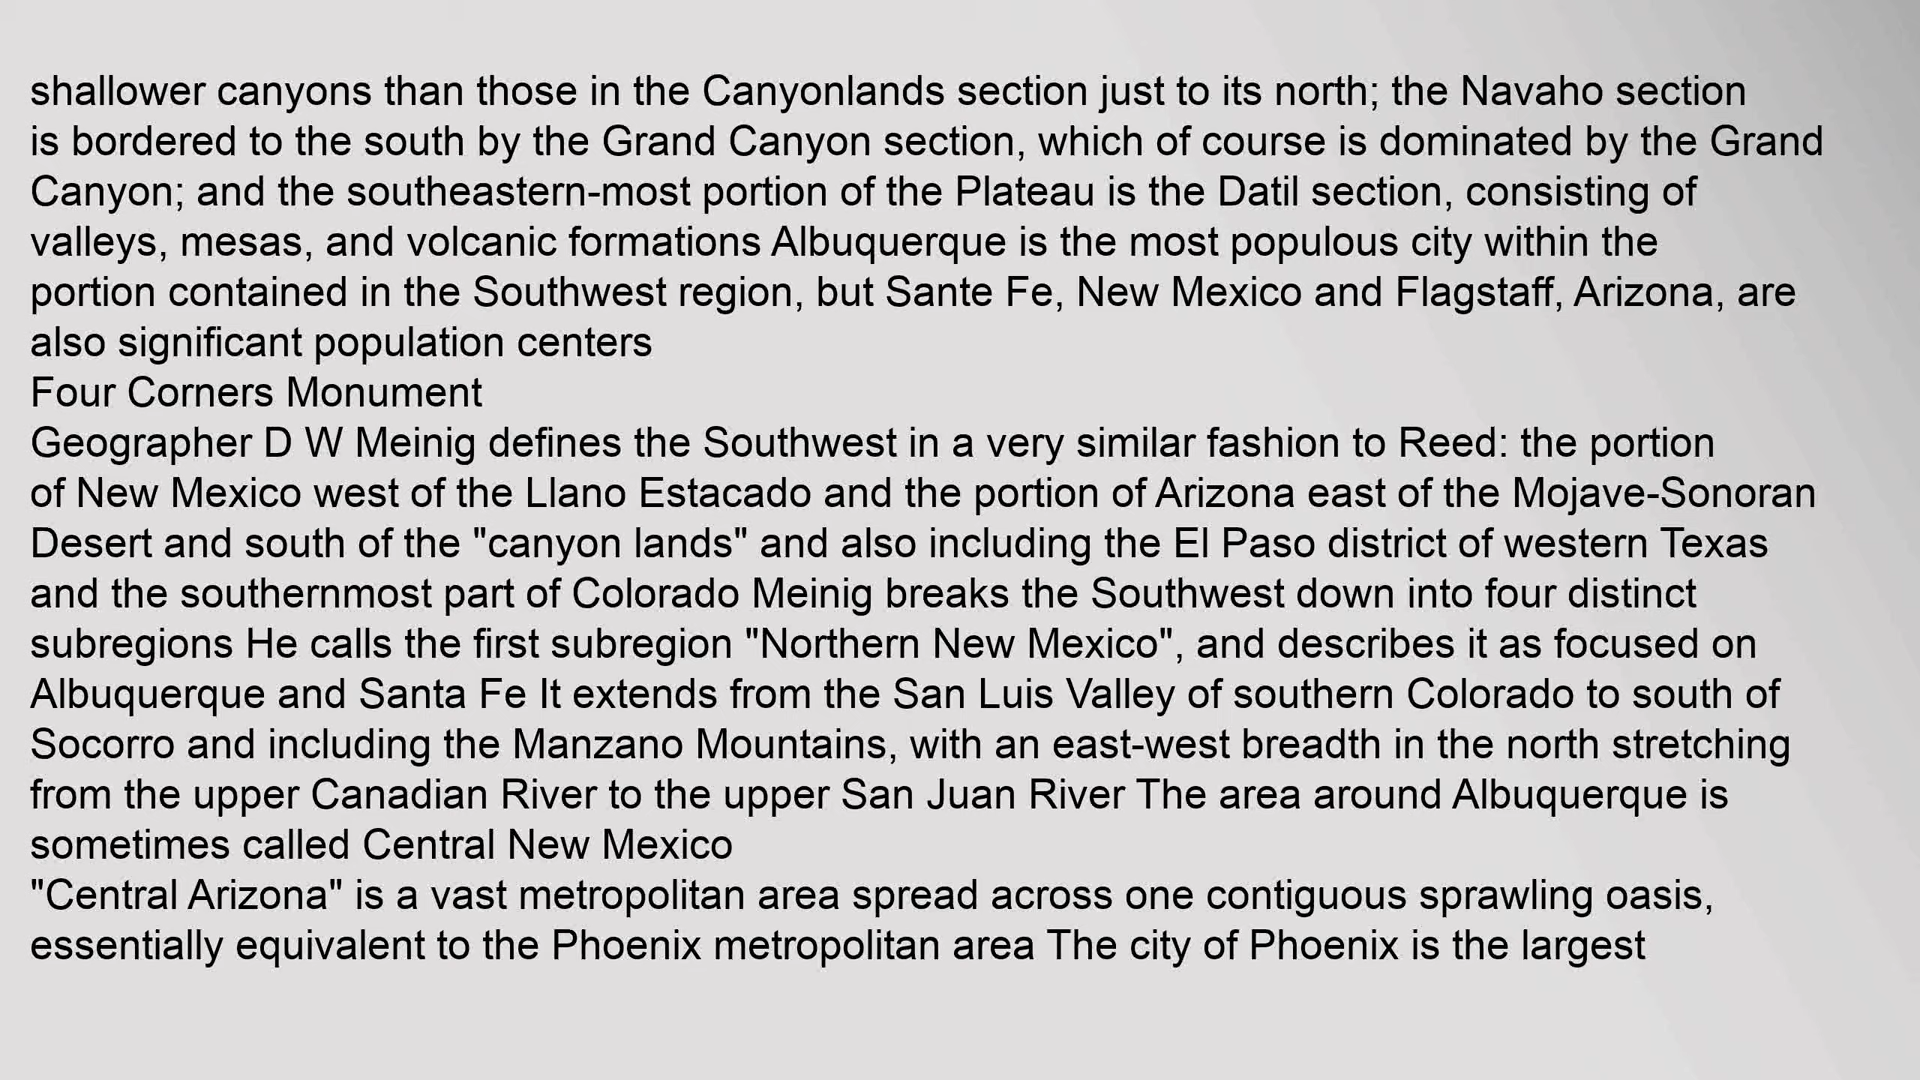 shallower canyons than those in the Canyonlands section just to its north; the Navaho section
is bordered to the south by the Grand Canyon section, which of course is dominated by the Grand
Canyon; and the southeastern-most portion of the Plateau is the Datil section, consisting of
valleys, mesas, and volcanic formations Albuquerque is the most populous city within the
portion contained in the Southwest region, but Sante Fe, New Mexico and Flagstaff, Arizona, are
also significant population centers
Four Corners Monument
Geographer D W Meinig defines the Southwest in a very similar fashion to Reed: the portion
of New Mexico west of the Llano Estacado and the portion of Arizona east of the Mojave-Sonoran
Desert and south of the "canyon lands" and also including the El Paso district of western Texas
and the southernmost part of Colorado Meinig breaks the Southwest down into four distinct
subregions He calls the first subregion "Northern New Mexico", and describes it as focused on
Albuquerque and Santa Fe It extends from the San Luis Valley of southern Colorado to south of
Socorro and including the Manzano Mountains, with an east-west breadth in the north stretching
from the upper Canadian River to the upper San Juan River The area around Albuquerque is
sometimes called Central New Mexico
"Central Arizona" is a vast metropolitan area spread across one contiguous sprawling oasis,
essentially equivalent to the Phoenix metropolitan area The city of Phoenix is the largest